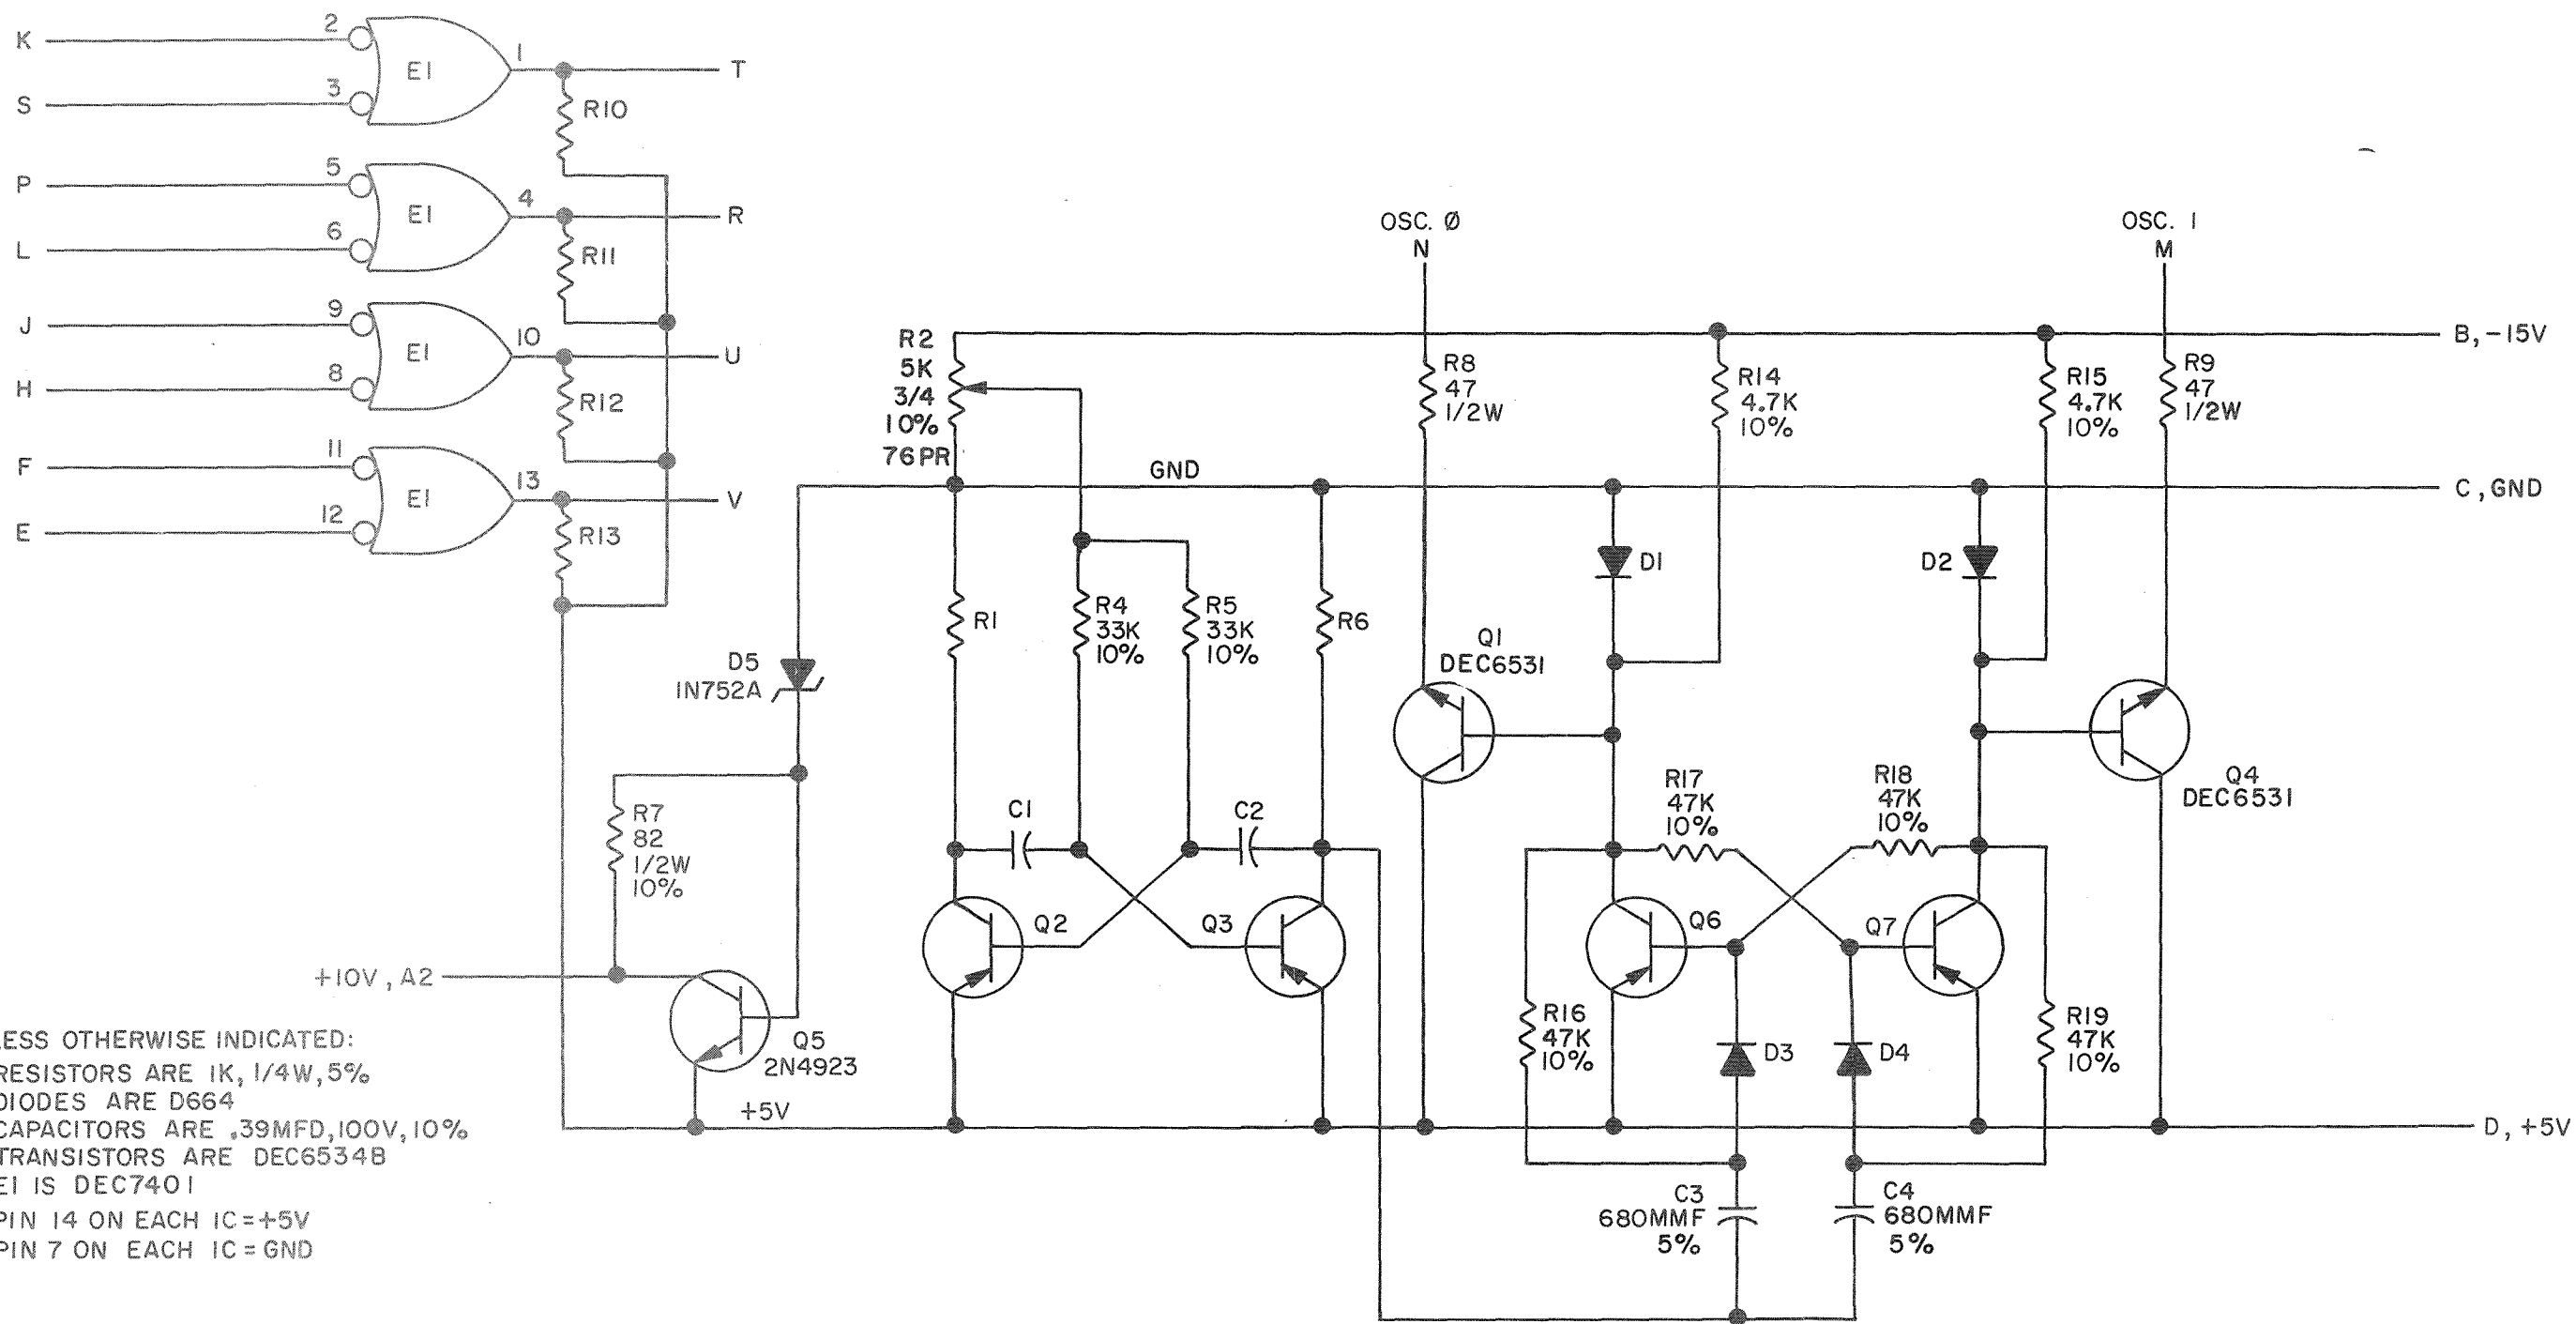 K
2
S
3
E1
1
T
R10
P
5
L
6
E1
4
R
R11
J
9
H
8
E1
10
U
R12
F
11
E
12
E1
13
V
R13
R2
5K
3/4
10%
76PR
GND
OSC. Ø
N
OSC. 1
M
B, -15V
R8
47
1/2W
R14
4.7K
10%
R15
4.7K
10%
R9
47
1/2W
C, GND
D5
1N752A
R1
R4
33K
10%
R5
33K
10%
R6
Q1
DEC6531
D1
D2
Q4
DEC6531
R7
82
1/2W
10%
C1
C2
R17
47K
10%
R18
47K
10%
Q2
Q3
Q6
Q7
+10V, A2
Q5
2N4923
+5V
R16
47K
10%
D3
D4
R19
47K
10%
D, +5V
C3
680MMF
5%
C4
680MMF
5%
LESS OTHERWISE INDICATED:
RESISTORS ARE 1K, 1/4W, 5%
DIODES ARE D664
CAPACITORS ARE .39MFD, 100V, 10%
TRANSISTORS ARE DEC6534B
E1 IS DEC7401
PIN 14 ON EACH IC = +5V
PIN 7 ON EACH IC = GND